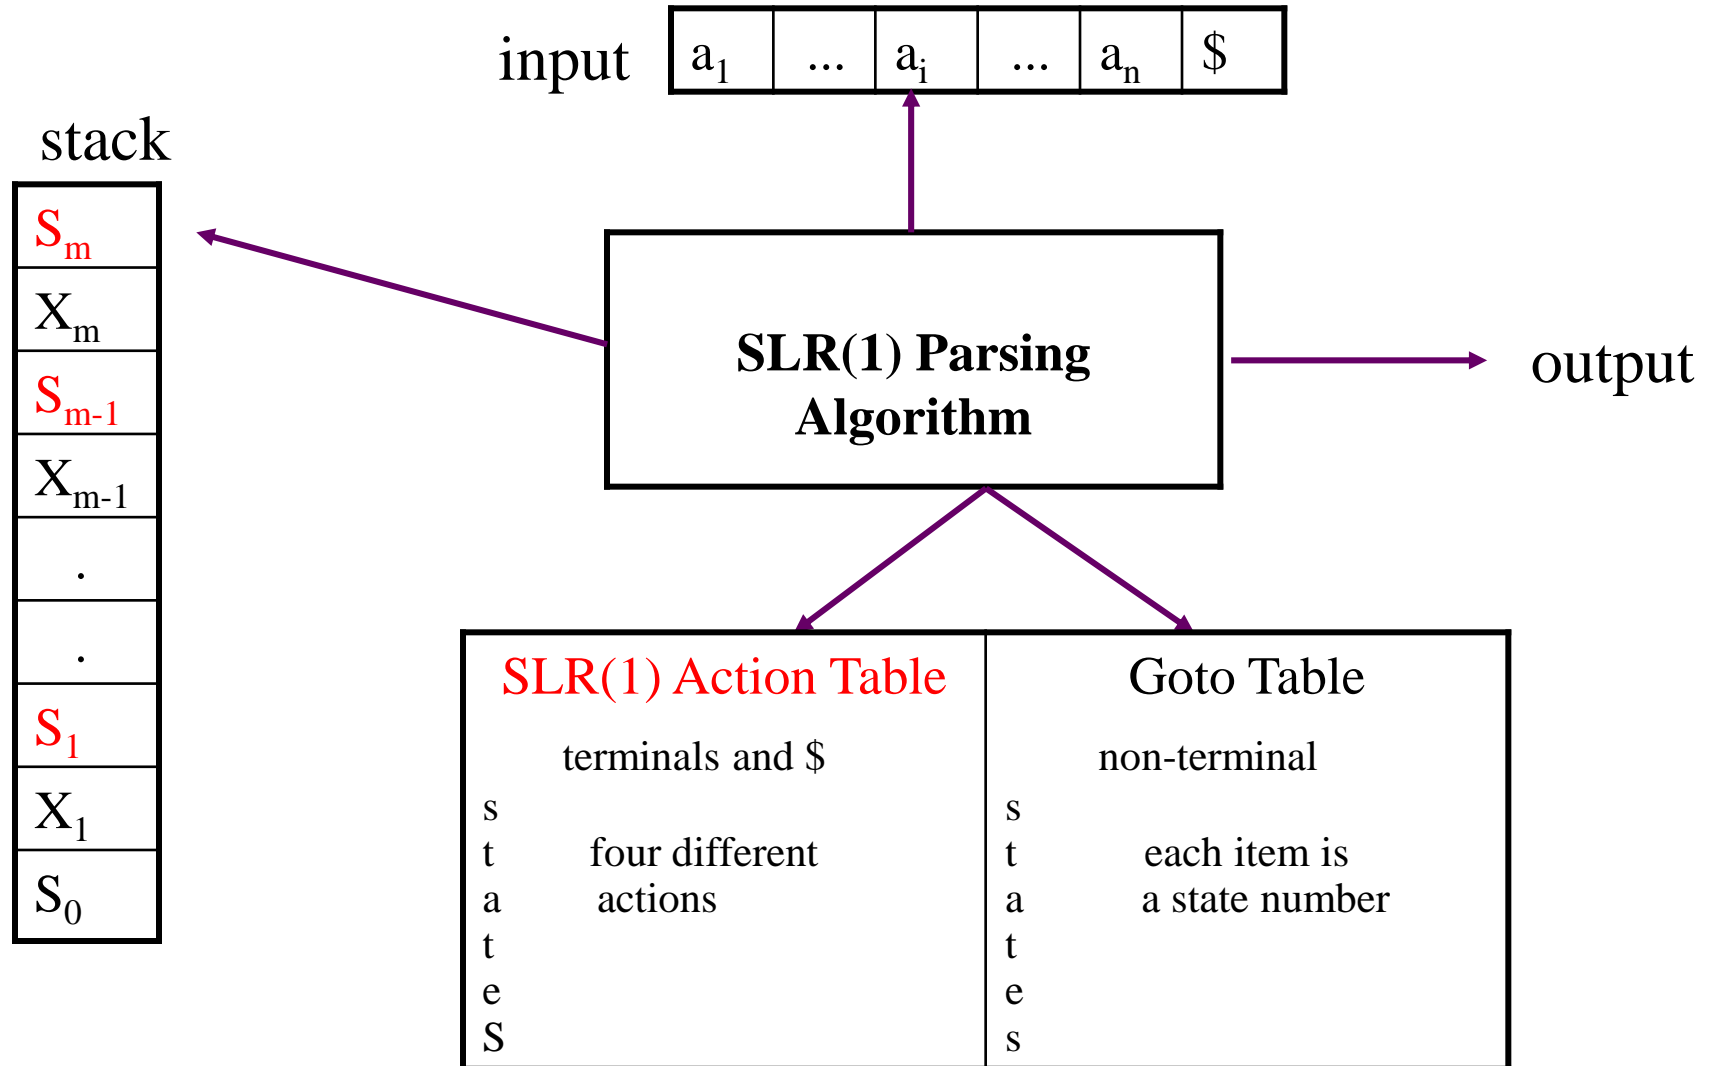 input
a₁ ... aᵢ ... aₙ $
stack
Sₘ
Xₘ
Sₘ₋₁
Xₘ₋₁
.
.
S₁
X₁
S₀
SLR(1) Parsing
Algorithm
output
SLR(1) Action Table
terminals and $
s
t four different
a actions
t
e
S
Goto Table
non-terminal
s
t each item is
a a state number
t
e
s